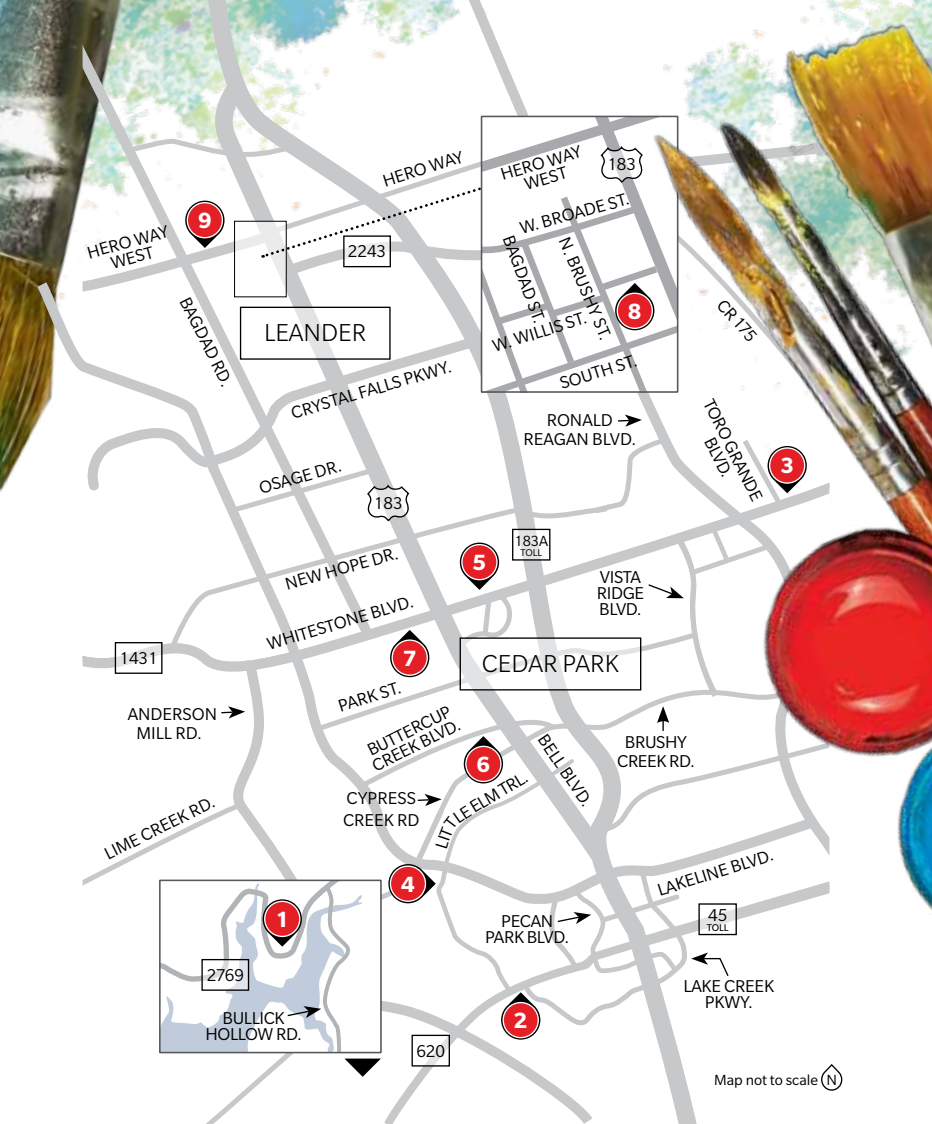 HERO WAY
HERO WAY
WEST
183
W. BROADE ST.
9
HERO WAY
WEST
2243
BAGDAD ST.
N. BRUSHY ST.
8
W. WILLIS ST.
SOUTH ST.
CR 175
BAGDAD RD.
LEANDER
CRYSTAL FALLS PKWY.
RONALD
REAGAN BLVD.
TORO GRANDE
BLVD.
3
OSAGE DR.
183
183A
TOLL
5
NEW HOPE DR.
VISTA
RIDGE
BLVD.
WHITESTONE BLVD.
1431
7
CEDAR PARK
PARK ST.
ANDERSON
MILL RD.
BUTTERCUP
CREEK BLVD.
6
BELL BLVD.
BRUSHY
CREEK RD.
CYPRESS
CREEK RD
LITTLE ELM TRL.
LIME CREEK RD.
4
LAKELINE BLVD.
1
PECAN
PARK BLVD.
45
TOLL
2769
LAKE CREEK
PKWY.
BULLICK
HOLLOW RD.
2
620
Map not to scale N